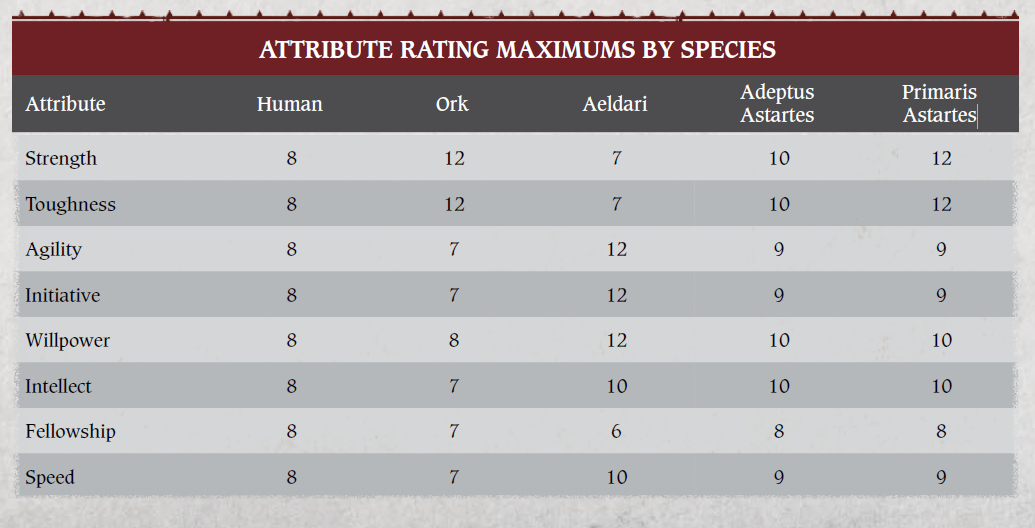 ATTRIBUTE RATING MAXIMUMS BY SPECIES
Attribute Human Ork Aeldari Adeptus Astartes Primaris Astartes
Strength 8 12 7 10 12
Toughness 8 12 7 10 12
Agility 8 7 12 9 9
Initiative 8 7 12 9 9
Willpower 8 8 12 10 10
Intellect 8 7 10 10 10
Fellowship 8 7 6 8 8
Speed 8 7 10 9 9